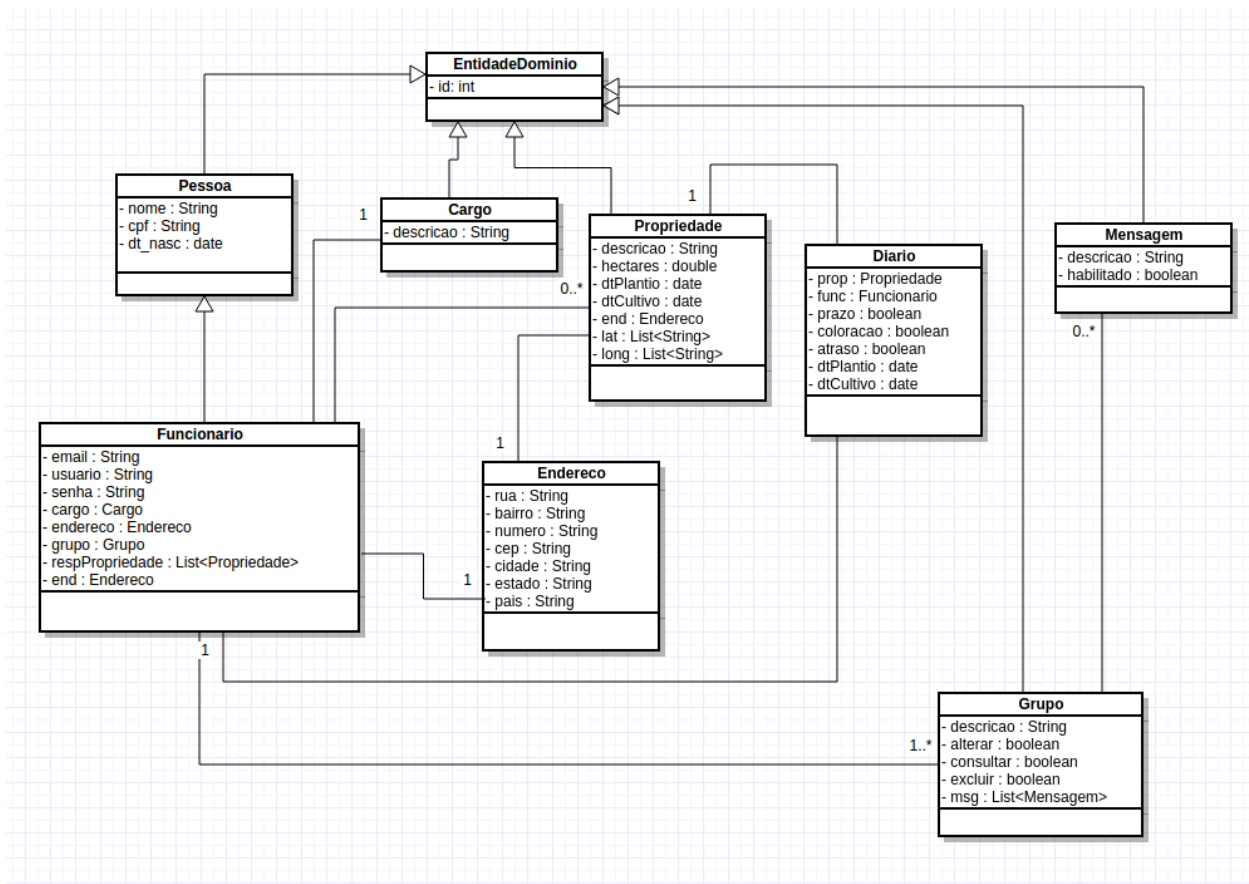 EntidadeDominio
- id: int
Pessoa
- nome : String
- cpf : String
- dt_nasc : date
1
Cargo
- descricao : String
1
Propriedade
- descricao : String
- hectares : double
- dtPlantio : date
- dtCultivo : date
- end : Endereco
- lat : List<String>
- long : List<String>
0..*
Diario
- prop : Propriedade
- func : Funcionario
- prazo : boolean
- coloracao : boolean
- atraso : boolean
- dtPlantio : date
- dtCultivo : date
Mensagem
- descricao : String
- habilitado : boolean
0..*
Funcionario
- email : String
- usuario : String
- senha : String
- cargo : Cargo
- endereco : Endereco
- grupo : Grupo
- respPropriedade : List<Propriedade>
- end : Endereco
1
1
Endereco
- rua : String
- bairro : String
- numero : String
- cep : String
- cidade : String
- estado : String
- pais : String
1
Grupo
- descricao : String
- alterar : boolean
- consultar : boolean
- excluir : boolean
- msg : List<Mensagem>
1..*